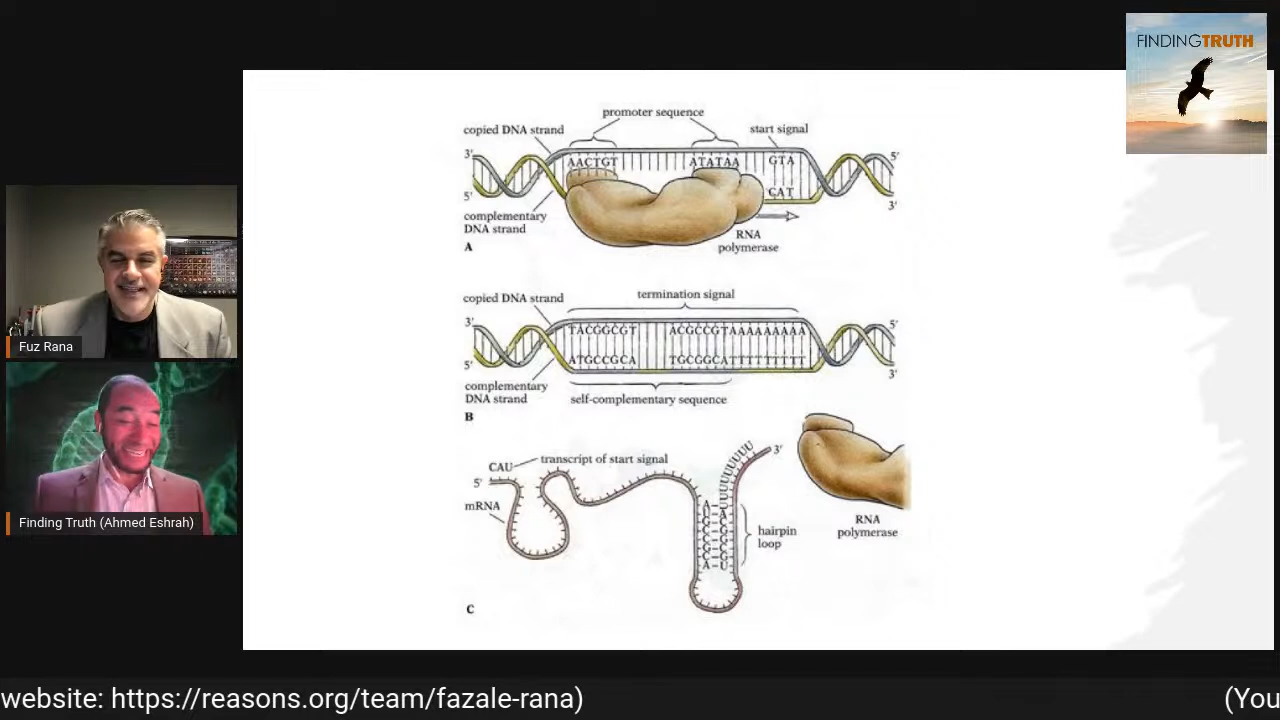 FINDINGTRUTH
promoter sequence
copied DNA strand
start signal
3'
AACTGT
ATATAA
GTA
5'
5'
CAT
3'
complementary
DNA strand
RNA
polymerase
A
copied DNA strand
termination signal
3'
TACGGCGT
ACGCCGTAAAAAAAAA
5'
5'
ATGCCGCA
TGCGGCATTTTTTTTT
3'
complementary
DNA strand
self-complementary sequence
B
CAU
transcript of start signal
5'
mRNA
UUUUUUUU
3'
A-U
U-A
G-C
C-G
C-G
G-C
C-G
A-U
hairpin
loop
RNA
polymerase
C
Fuz Rana
Finding Truth (Ahmed Eshrah)
website: https://reasons.org/team/fazale-rana)
(You